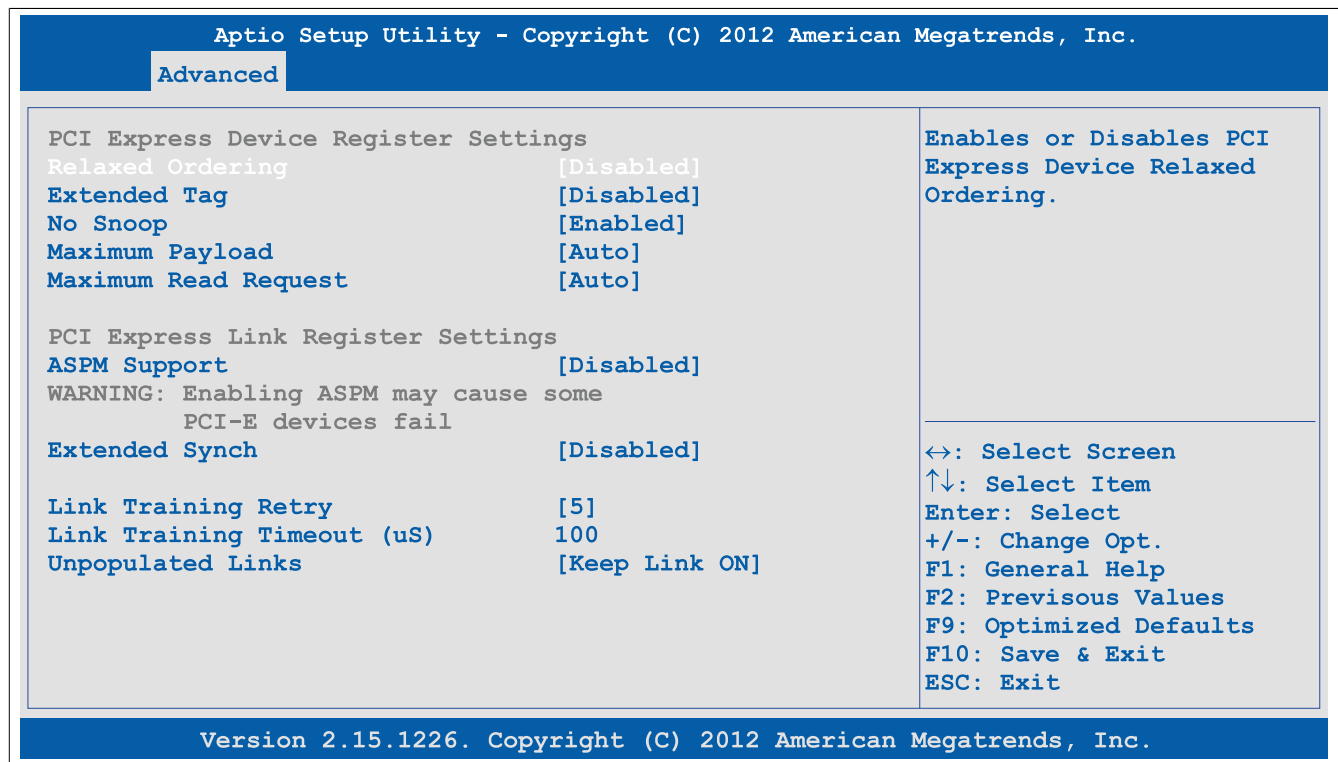 Aptio Setup Utility - Copyright (C) 2012 American Megatrends, Inc.
Advanced
PCI Express Device Register Settings
Relaxed Ordering [Disabled]
Extended Tag [Disabled]
No Snoop [Enabled]
Maximum Payload [Auto]
Maximum Read Request [Auto]
PCI Express Link Register Settings
ASPM Support [Disabled]
WARNING: Enabling ASPM may cause some
PCI-E devices fail
Extended Synch [Disabled]
Link Training Retry [5]
Link Training Timeout (uS) 100
Unpopulated Links [Keep Link ON]
Enables or Disables PCI
Express Device Relaxed
Ordering.
↔: Select Screen
↑↓: Select Item
Enter: Select
+/-: Change Opt.
F1: General Help
F2: Previsous Values
F9: Optimized Defaults
F10: Save & Exit
ESC: Exit
Version 2.15.1226. Copyright (C) 2012 American Megatrends, Inc.